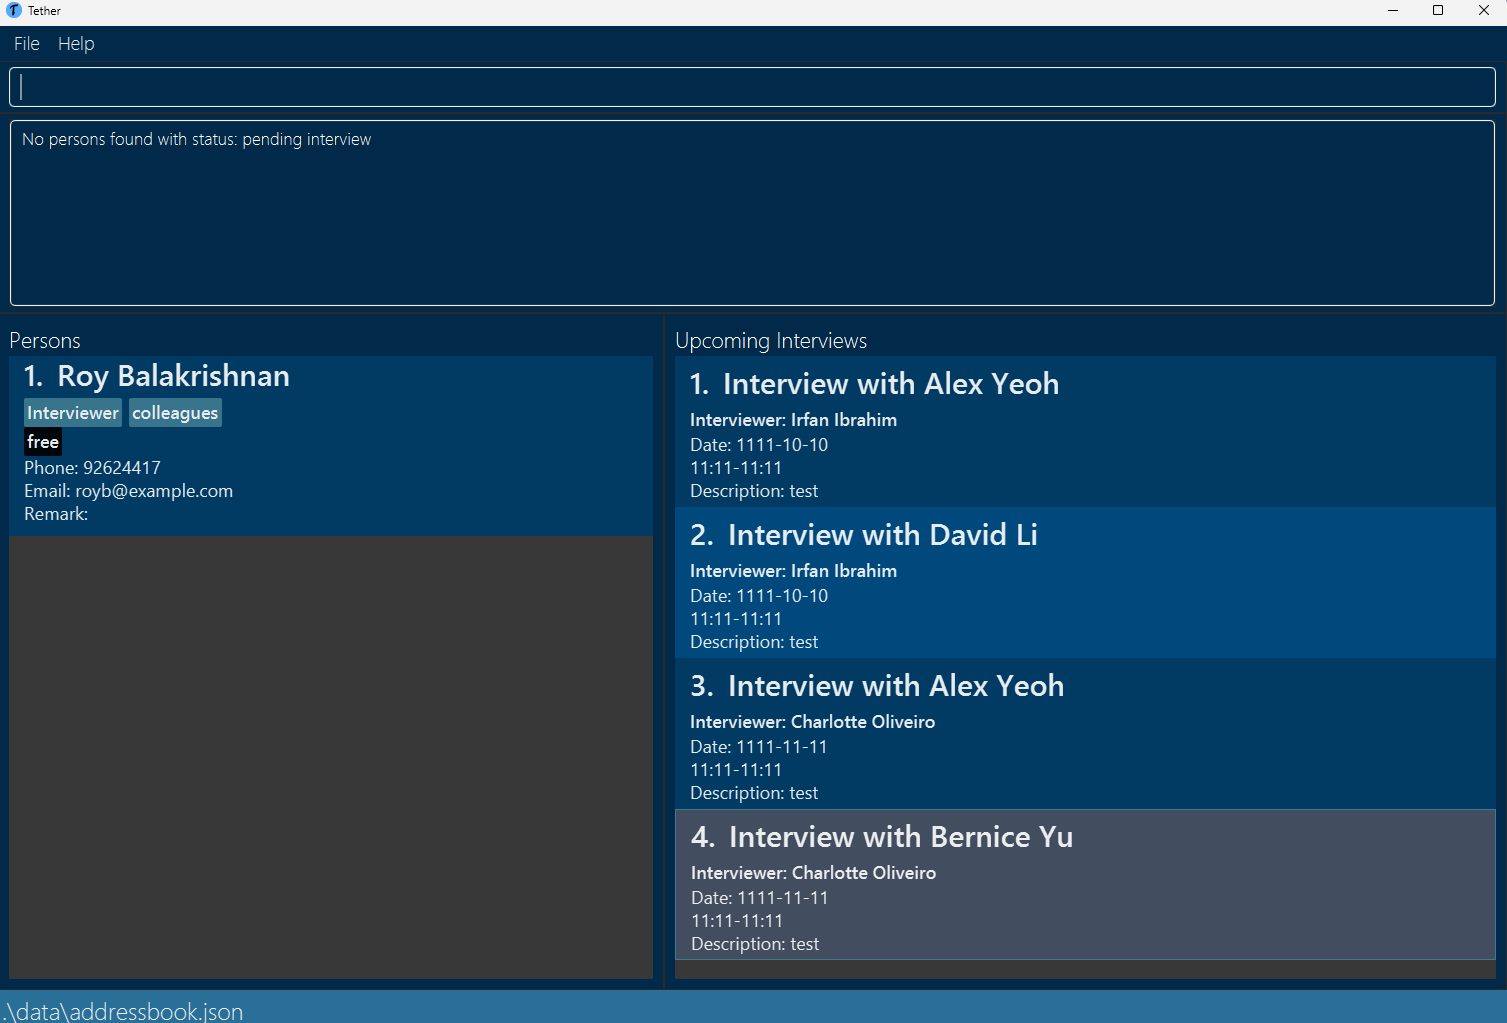 Tether
File Help
No persons found with status: pending interview
Persons
1. Roy Balakrishnan
Interviewer colleagues
free
Phone: 92624417
Email: royb@example.com
Remark:
Upcoming Interviews
1. Interview with Alex Yeoh
Interviewer: Irfan Ibrahim
Date: 1111-10-10
11:11-11:11
Description: test
2. Interview with David Li
Interviewer: Irfan Ibrahim
Date: 1111-10-10
11:11-11:11
Description: test
3. Interview with Alex Yeoh
Interviewer: Charlotte Oliveiro
Date: 1111-11-11
11:11-11:11
Description: test
4. Interview with Bernice Yu
Interviewer: Charlotte Oliveiro
Date: 1111-11-11
11:11-11:11
Description: test
.\data\addressbook.json